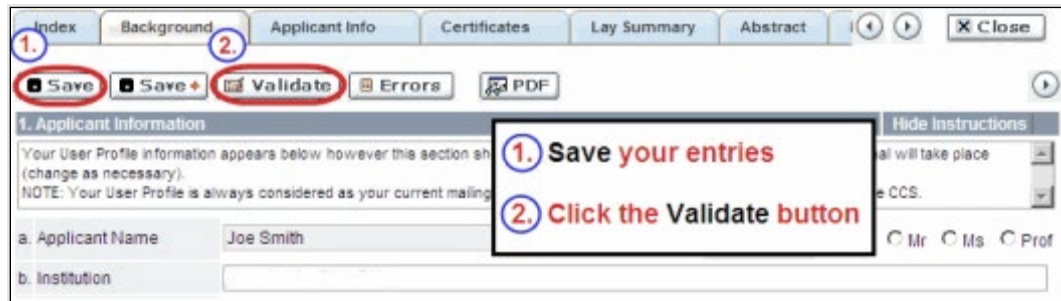 Index Background Applicant Info Certificates Lay Summary Abstract Close
1. 2.
Save Save+ Validate Errors PDF
1. Applicant Information Hide Instructions
Your User Profile information appears below however this section sh al will take place
(change as necessary).
NOTE: Your User Profile is always considered as your current mailing e CCS.
1. Save your entries
2. Click the Validate button
a. Applicant Name Joe Smith Mr Ms Prof
b. Institution